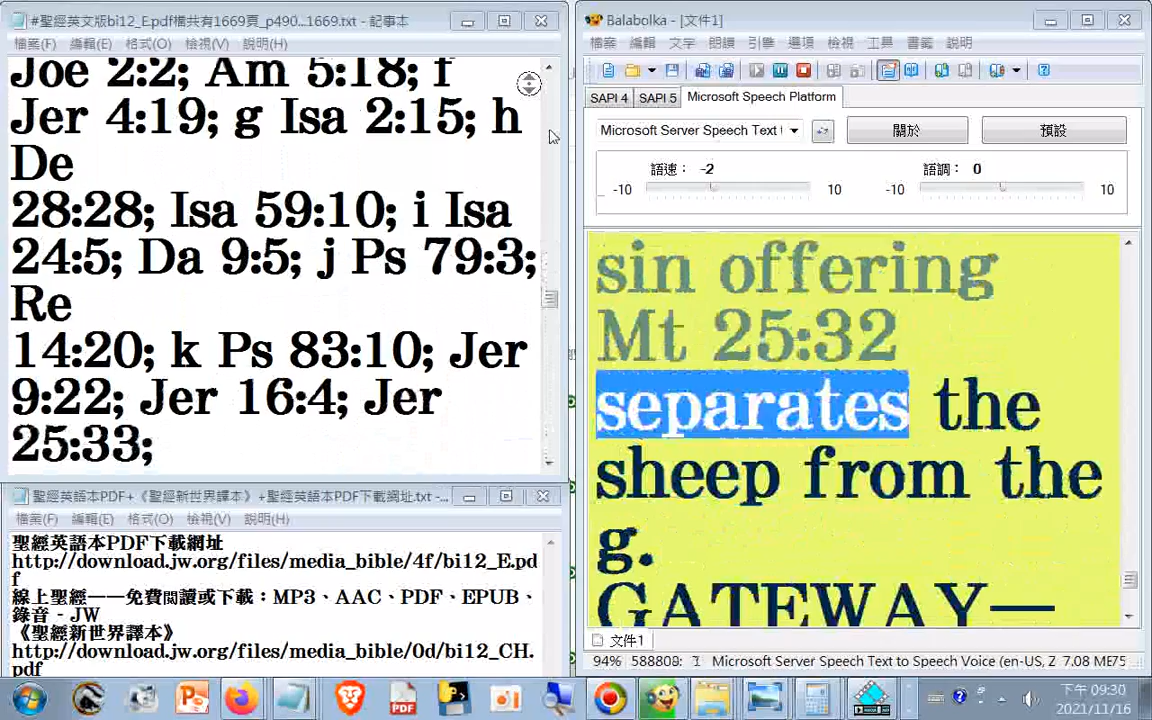 #聖經英文版bi12_E.pdf檔共有1669頁_p490...1669.txt - 記事本
檔案(F) 編輯(E) 格式(O) 檢視(V) 說明(H)
Joe 2:2; Am 5:18; f
Jer 4:19; g Isa 2:15; h
De
28:28; Isa 59:10; i Isa
24:5; Da 9:5; j Ps 79:3;
Re
14:20; k Ps 83:10; Jer
9:22; Jer 16:4; Jer
25:33;
聖經英語本PDF+《聖經新世界譯本》+聖經英語本PDF下載網址.txt -...
檔案(F) 編輯(E) 格式(O) 檢視(V) 說明(H)
聖經英語本PDF下載網址
http://download.jw.org/files/media_bible/4f/bi12_E.pd
f
線上聖經——免費閱讀或下載：MP3、AAC、PDF、EPUB、
錄音 - JW
《聖經新世界譯本》
http://download.jw.org/files/media_bible/0d/bi12_CH.
pdf
Balabolka - [文件1]
檔案 編輯 文字 朗讀 引擎 選項 檢視 工具 書籤 說明
SAPI 4 SAPI 5 Microsoft Speech Platform
Microsoft Server Speech Text 關於 預設
語速： -2 語調： 0
-10 10 -10 10
sin offering
Mt 25:32
separates the
sheep from the
g.
GATEWAY—
文件1
94% 588808: 1 Microsoft Server Speech Text to Speech Voice (en-US, Z 7.08 ME75
PDF
下午 09:30
2021/11/16